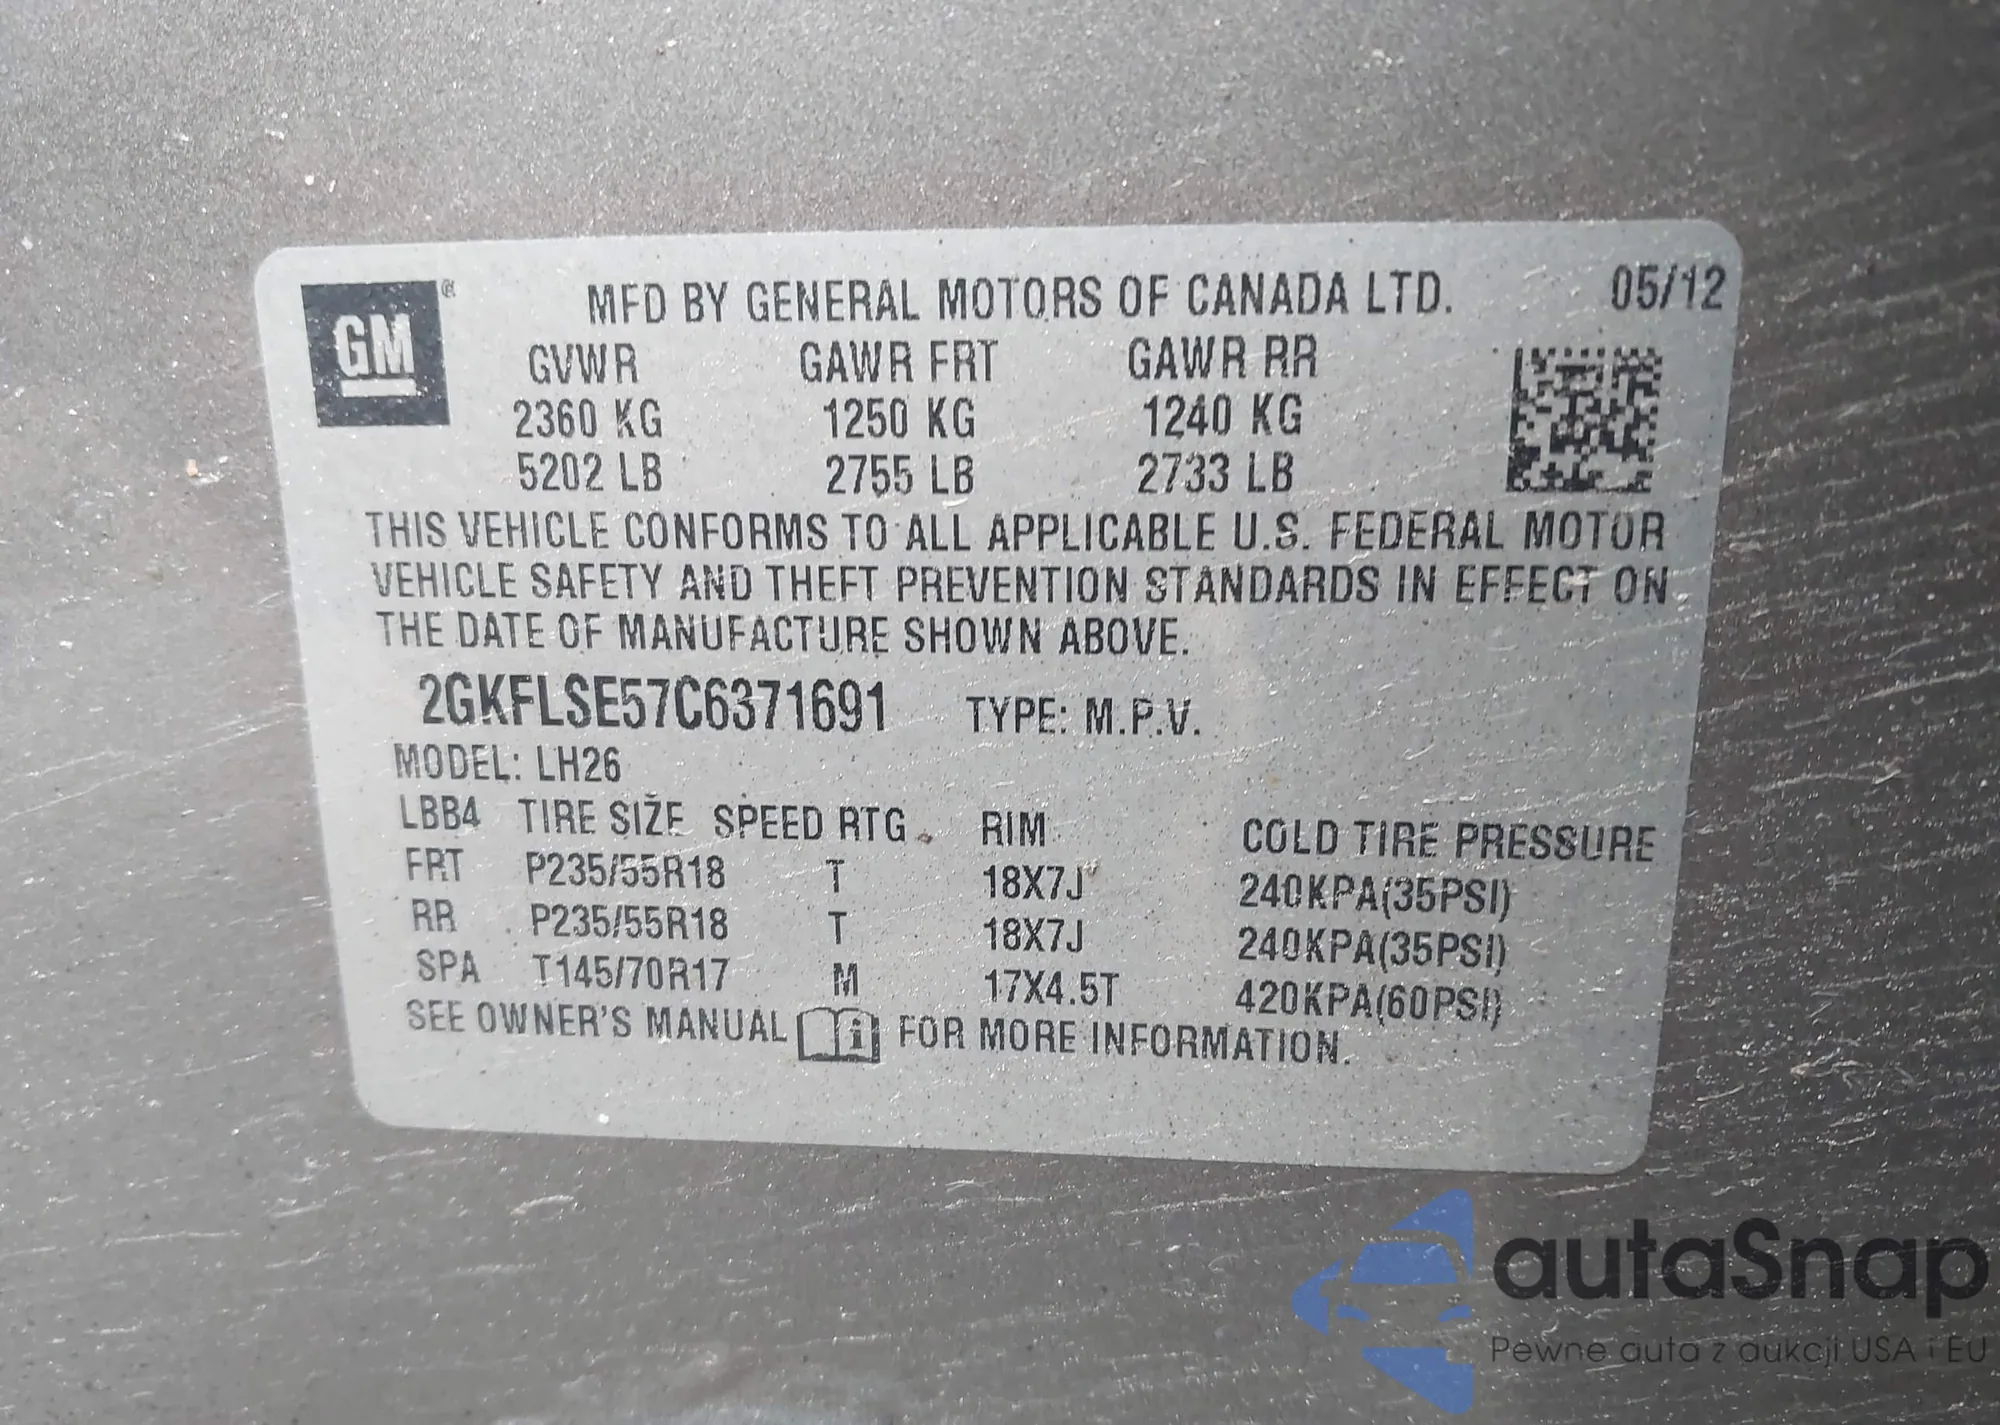 GM ®
MFD BY GENERAL MOTORS OF CANADA LTD. 05/12
GVWR GAWR FRT GAWR RR
2360 KG 1250 KG 1240 KG
5202 LB 2755 LB 2733 LB
THIS VEHICLE CONFORMS TO ALL APPLICABLE U.S. FEDERAL MOTOR
VEHICLE SAFETY AND THEFT PREVENTION STANDARDS IN EFFECT ON
THE DATE OF MANUFACTURE SHOWN ABOVE.
2GKFLSE57C6371691 TYPE: M.P.V.
MODEL: LH26
LBB4 TIRE SIZE SPEED RTG RIM COLD TIRE PRESSURE
FRT P235/55R18 T 18X7J 240KPA(35PSI)
RR P235/55R18 T 18X7J 240KPA(35PSI)
SPA T145/70R17 M 17X4.5T 420KPA(60PSI)
SEE OWNER'S MANUAL i FOR MORE INFORMATION.
autaSnap
Pewne auta z aukcji USA i EU